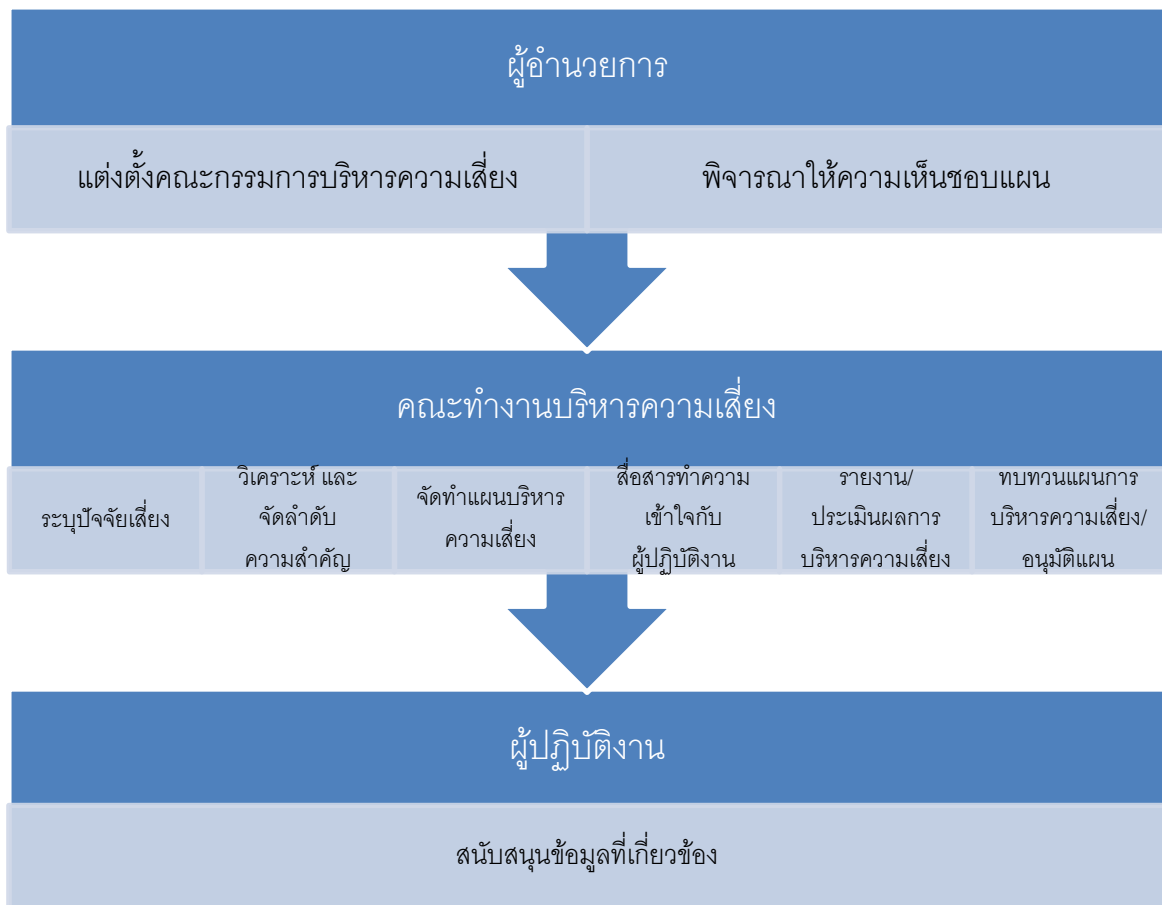 ผู้อำนวยการ
แต่งตั้งคณะกรรมการบริหารความเสี่ยง
พิจารณาให้ความเห็นชอบแผน
คณะทำงานบริหารความเสี่ยง
ระบุปัจจัยเสี่ยง
วิเคราะห์ และ
จัดลำดับ
ความสำคัญ
จัดทำแผนบริหาร
ความเสี่ยง
สื่อสารทำความ
เข้าใจกับ
ผู้ปฏิบัติงาน
รายงาน/
ประเมินผลการ
บริหารความเสี่ยง
ทบทวนแผนการ
บริหารความเสี่ยง/
อนุมัติแผน
ผู้ปฏิบัติงาน
สนับสนุนข้อมูลที่เกี่ยวข้อง